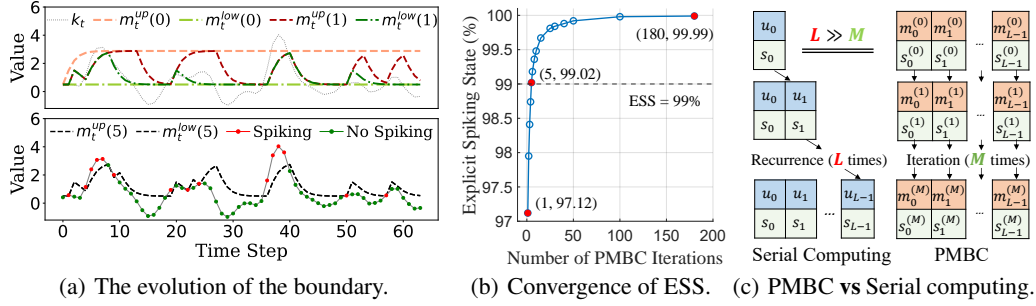 k_t m_t^{up}(0) m_t^{low}(0) m_t^{up}(1) m_t^{low}(1)
Value
4
2
0
m_t^{up}(5) m_t^{low}(5) Spiking No Spiking
Value
4
2
0
0 10 20 30 40 50 60
Time Step
(a) The evolution of the boundary.
Explicit Spiking State (%)
100
99.5
99
98.5
98
97.5
97
(180, 99.99)
(5, 99.02)
ESS = 99%
(1, 97.12)
0 50 100 150 200
Number of PMBC Iterations
(b) Convergence of ESS.
u_0
s_0
L ≫ M
u_0 u_1
s_0 s_1
Recurrence (L times)
u_0 u_1 ... u_{L-1}
s_0 s_1 s_{L-1}
Serial Computing
m_0^{(0)} m_1^{(0)} ... m_{L-1}^{(0)}
s_0^{(0)} s_1^{(0)} s_{L-1}^{(0)}
m_0^{(1)} m_1^{(1)} ... m_{L-1}^{(1)}
s_0^{(1)} s_1^{(1)} s_{L-1}^{(1)}
Iteration (M times)
m_0^{(M)} m_1^{(M)} ... m_{L-1}^{(M)}
s_0^{(M)} s_1^{(M)} s_{L-1}^{(M)}
PMBC
(c) PMBC vs Serial computing.